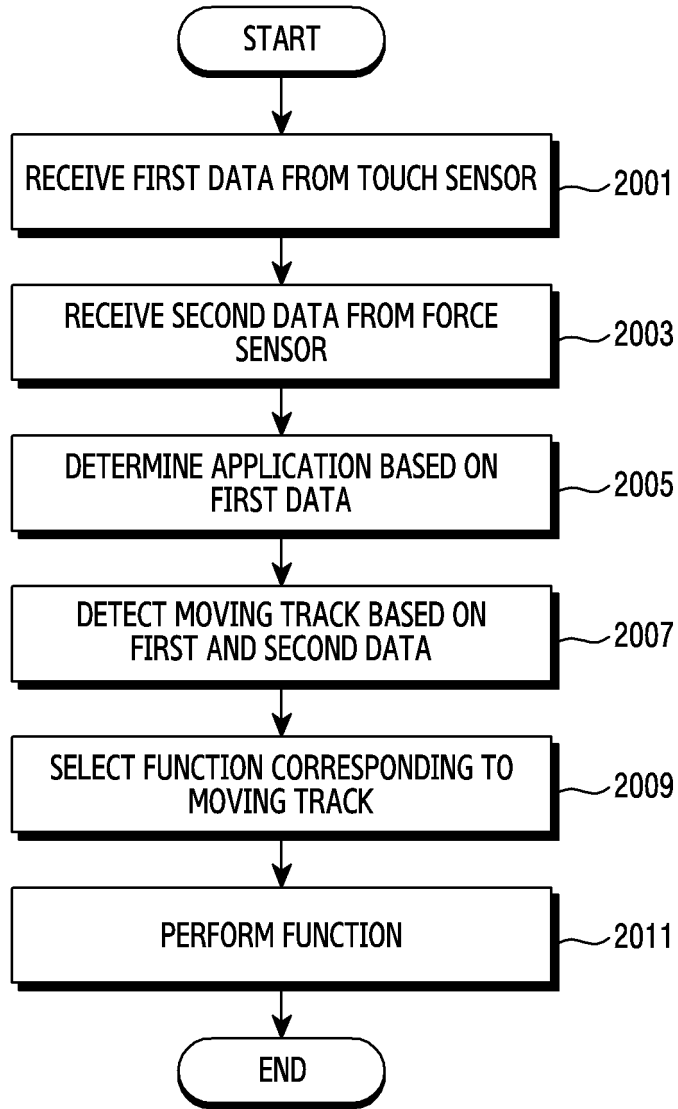 START
RECEIVE FIRST DATA FROM TOUCH SENSOR
2001
RECEIVE SECOND DATA FROM FORCE
SENSOR
2003
DETERMINE APPLICATION BASED ON
FIRST DATA
2005
DETECT MOVING TRACK BASED ON
FIRST AND SECOND DATA
2007
SELECT FUNCTION CORRESPONDING TO
MOVING TRACK
2009
PERFORM FUNCTION
2011
END